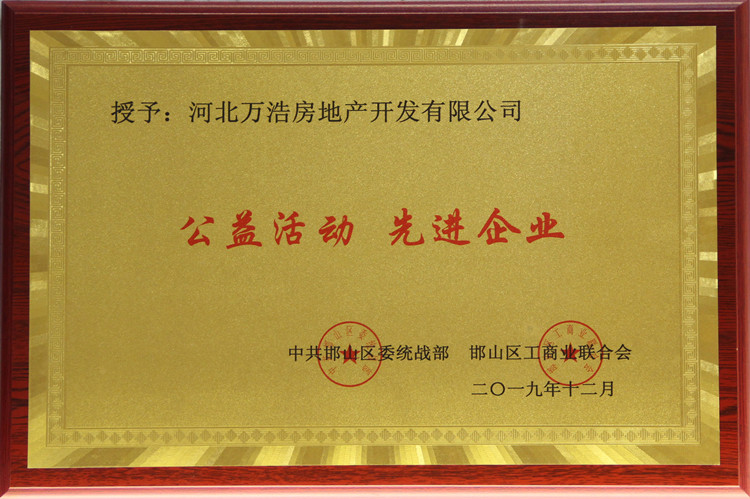 授予：河北万浩房地产开发有限公司
公益活动 先进企业
中共邯山区委统战部 邯山区工商业联合会
二〇一九年十二月